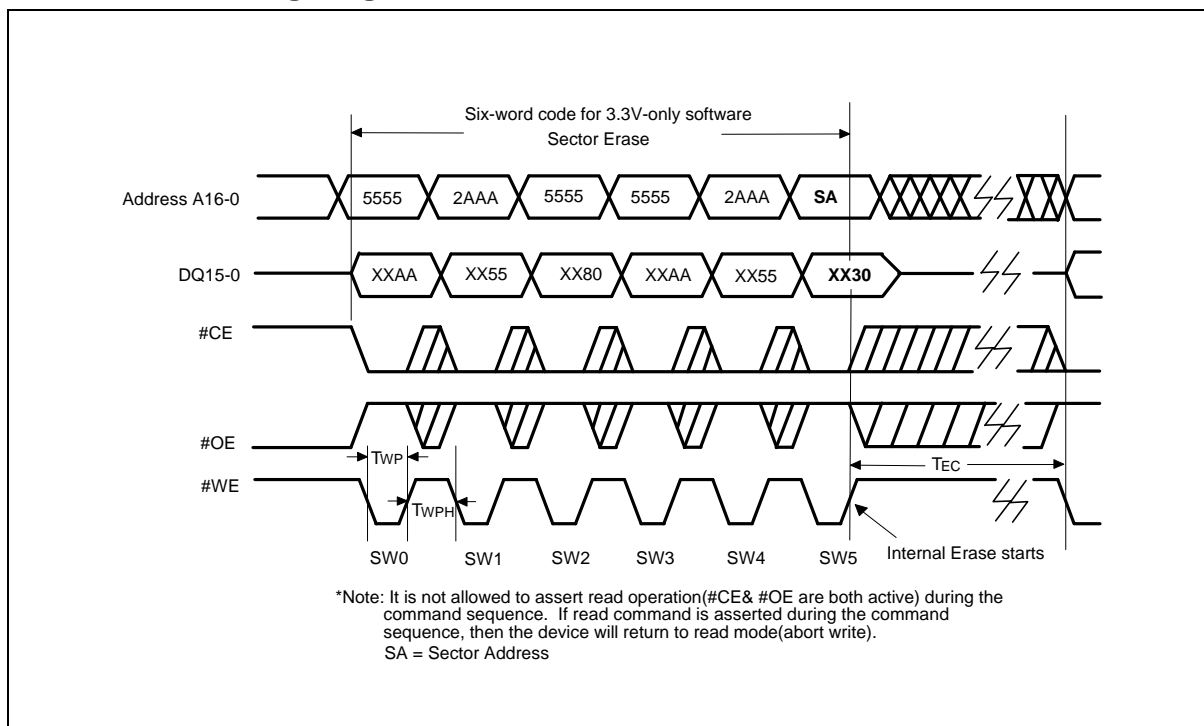 Six-word code for 3.3V-only software
Sector Erase
Address A16-0
5555
2AAA
5555
5555
2AAA
SA
DQ15-0
XXAA
XX55
XX80
XXAA
XX55
XX30
#CE
#OE
TWP
TEC
#WE
TWPH
SW0
SW1
SW2
SW3
SW4
SW5
Internal Erase starts
*Note: It is not allowed to assert read operation(#CE& #OE are both active) during the
command sequence. If read command is asserted during the command
sequence, then the device will return to read mode(abort write).
SA = Sector Address